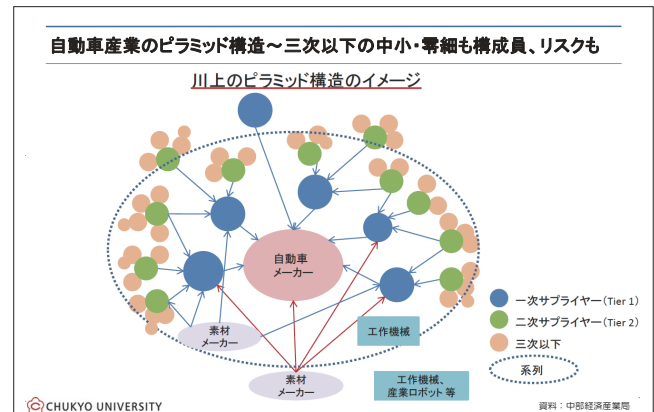 自動車産業のピラミッド構造～三次以下の中小・零細も構成員、リスクも
川上のピラミッド構造のイメージ
自動車
メーカー
素材
メーカー
工作機械
素材
メーカー
工作機械、
産業ロボット 等
一次サプライヤー(Tier 1)
二次サプライヤー(Tier 2)
三次以下
系列
CHUKYO UNIVERSITY
資料：中部経済産業局